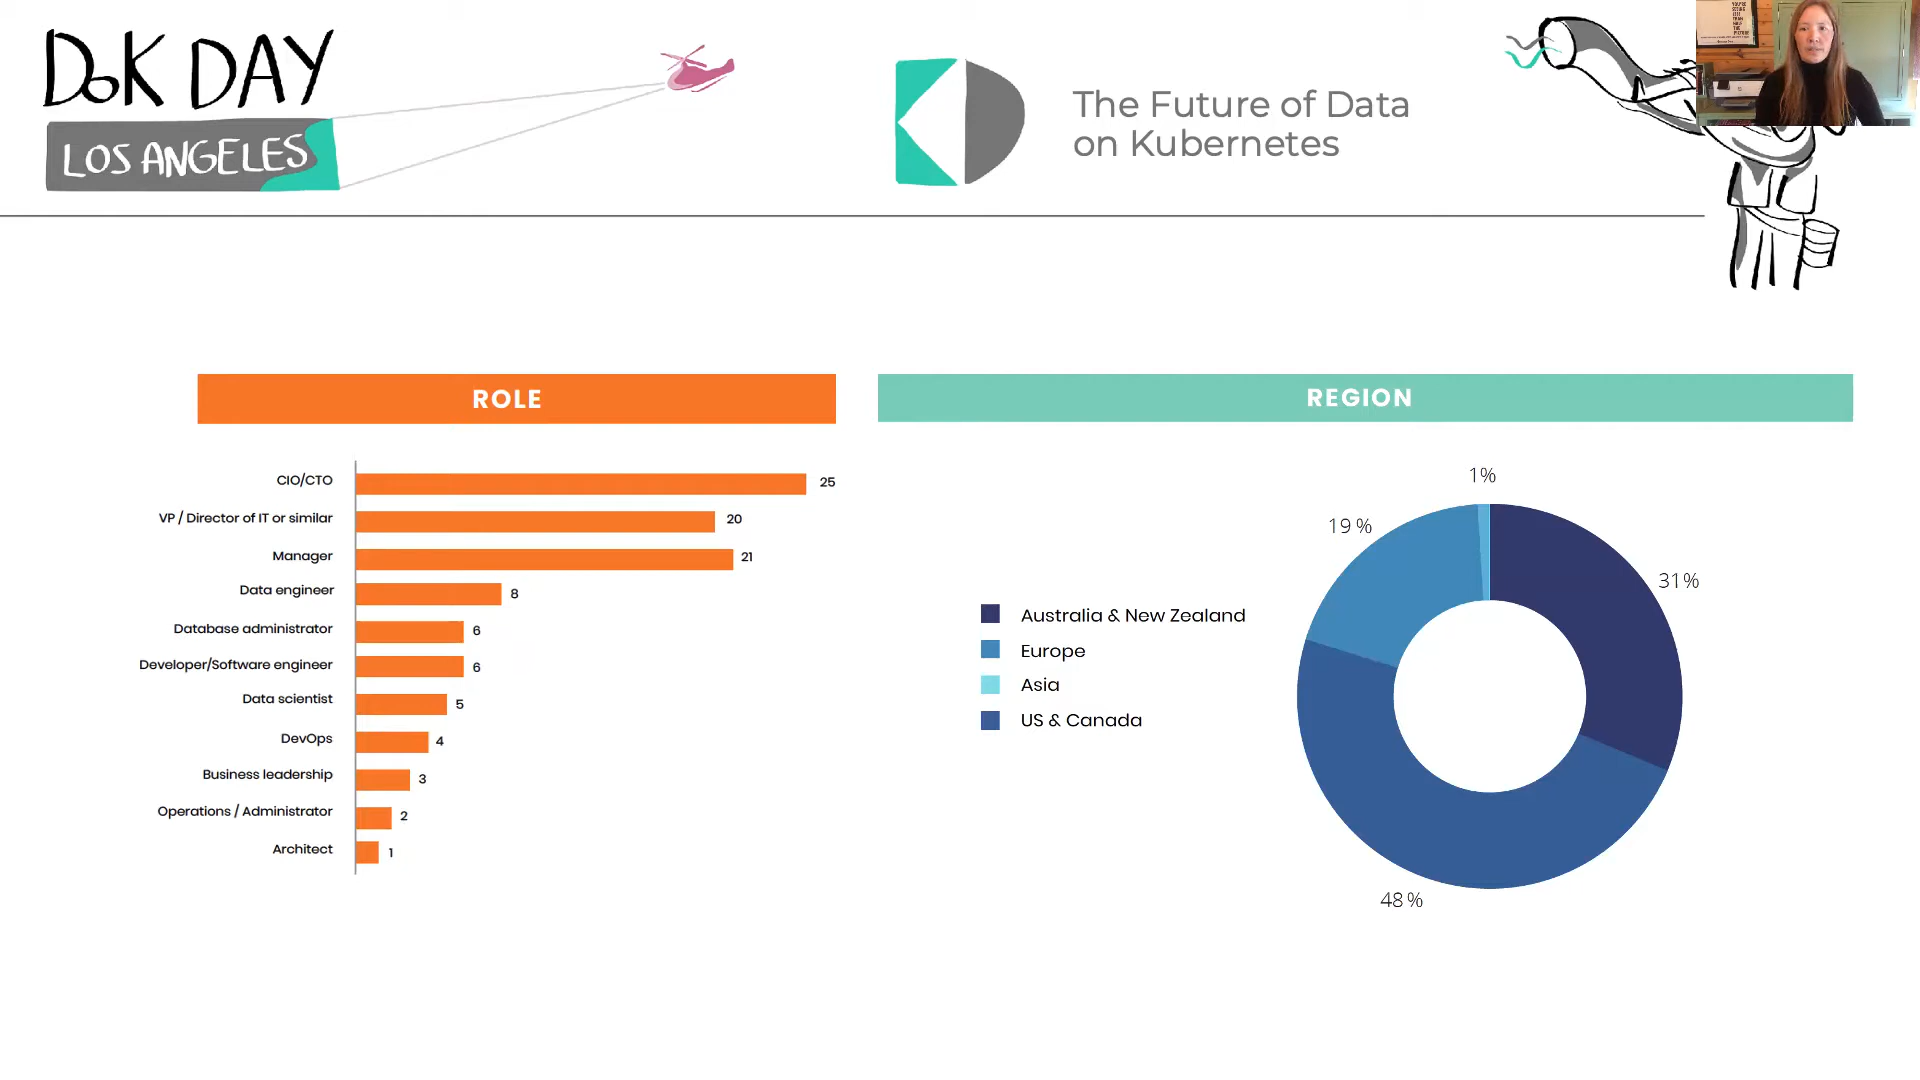 DoK DAY
LOS ANGELES
The Future of Data
on Kubernetes
ROLE
CIO/CTO 25
VP / Director of IT or similar 20
Manager 21
Data engineer 8
Database administrator 6
Developer/Software engineer 6
Data scientist 5
DevOps 4
Business leadership 3
Operations / Administrator 2
Architect 1
REGION
Australia & New Zealand
Europe
Asia
US & Canada
1%
19 %
31%
48 %